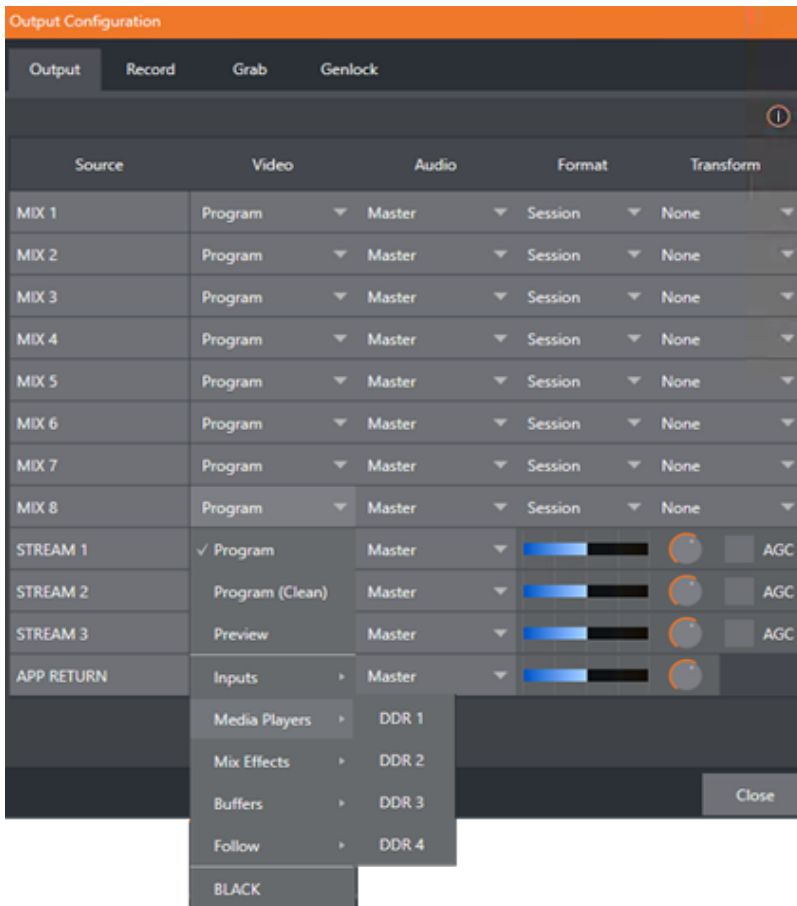 Output Configuration
Output Record Grab Genlock
Source Video Audio Format Transform
MIX 1 Program Master Session None
MIX 2 Program Master Session None
MIX 3 Program Master Session None
MIX 4 Program Master Session None
MIX 5 Program Master Session None
MIX 6 Program Master Session None
MIX 7 Program Master Session None
MIX 8 Program Master Session None
STREAM 1 ✓ Program Master AGC
STREAM 2 Program (Clean) Master AGC
STREAM 3 Preview Master AGC
APP RETURN Inputs Master
Media Players DDR 1
Mix Effects DDR 2
Buffers DDR 3 Close
Follow DDR 4
BLACK